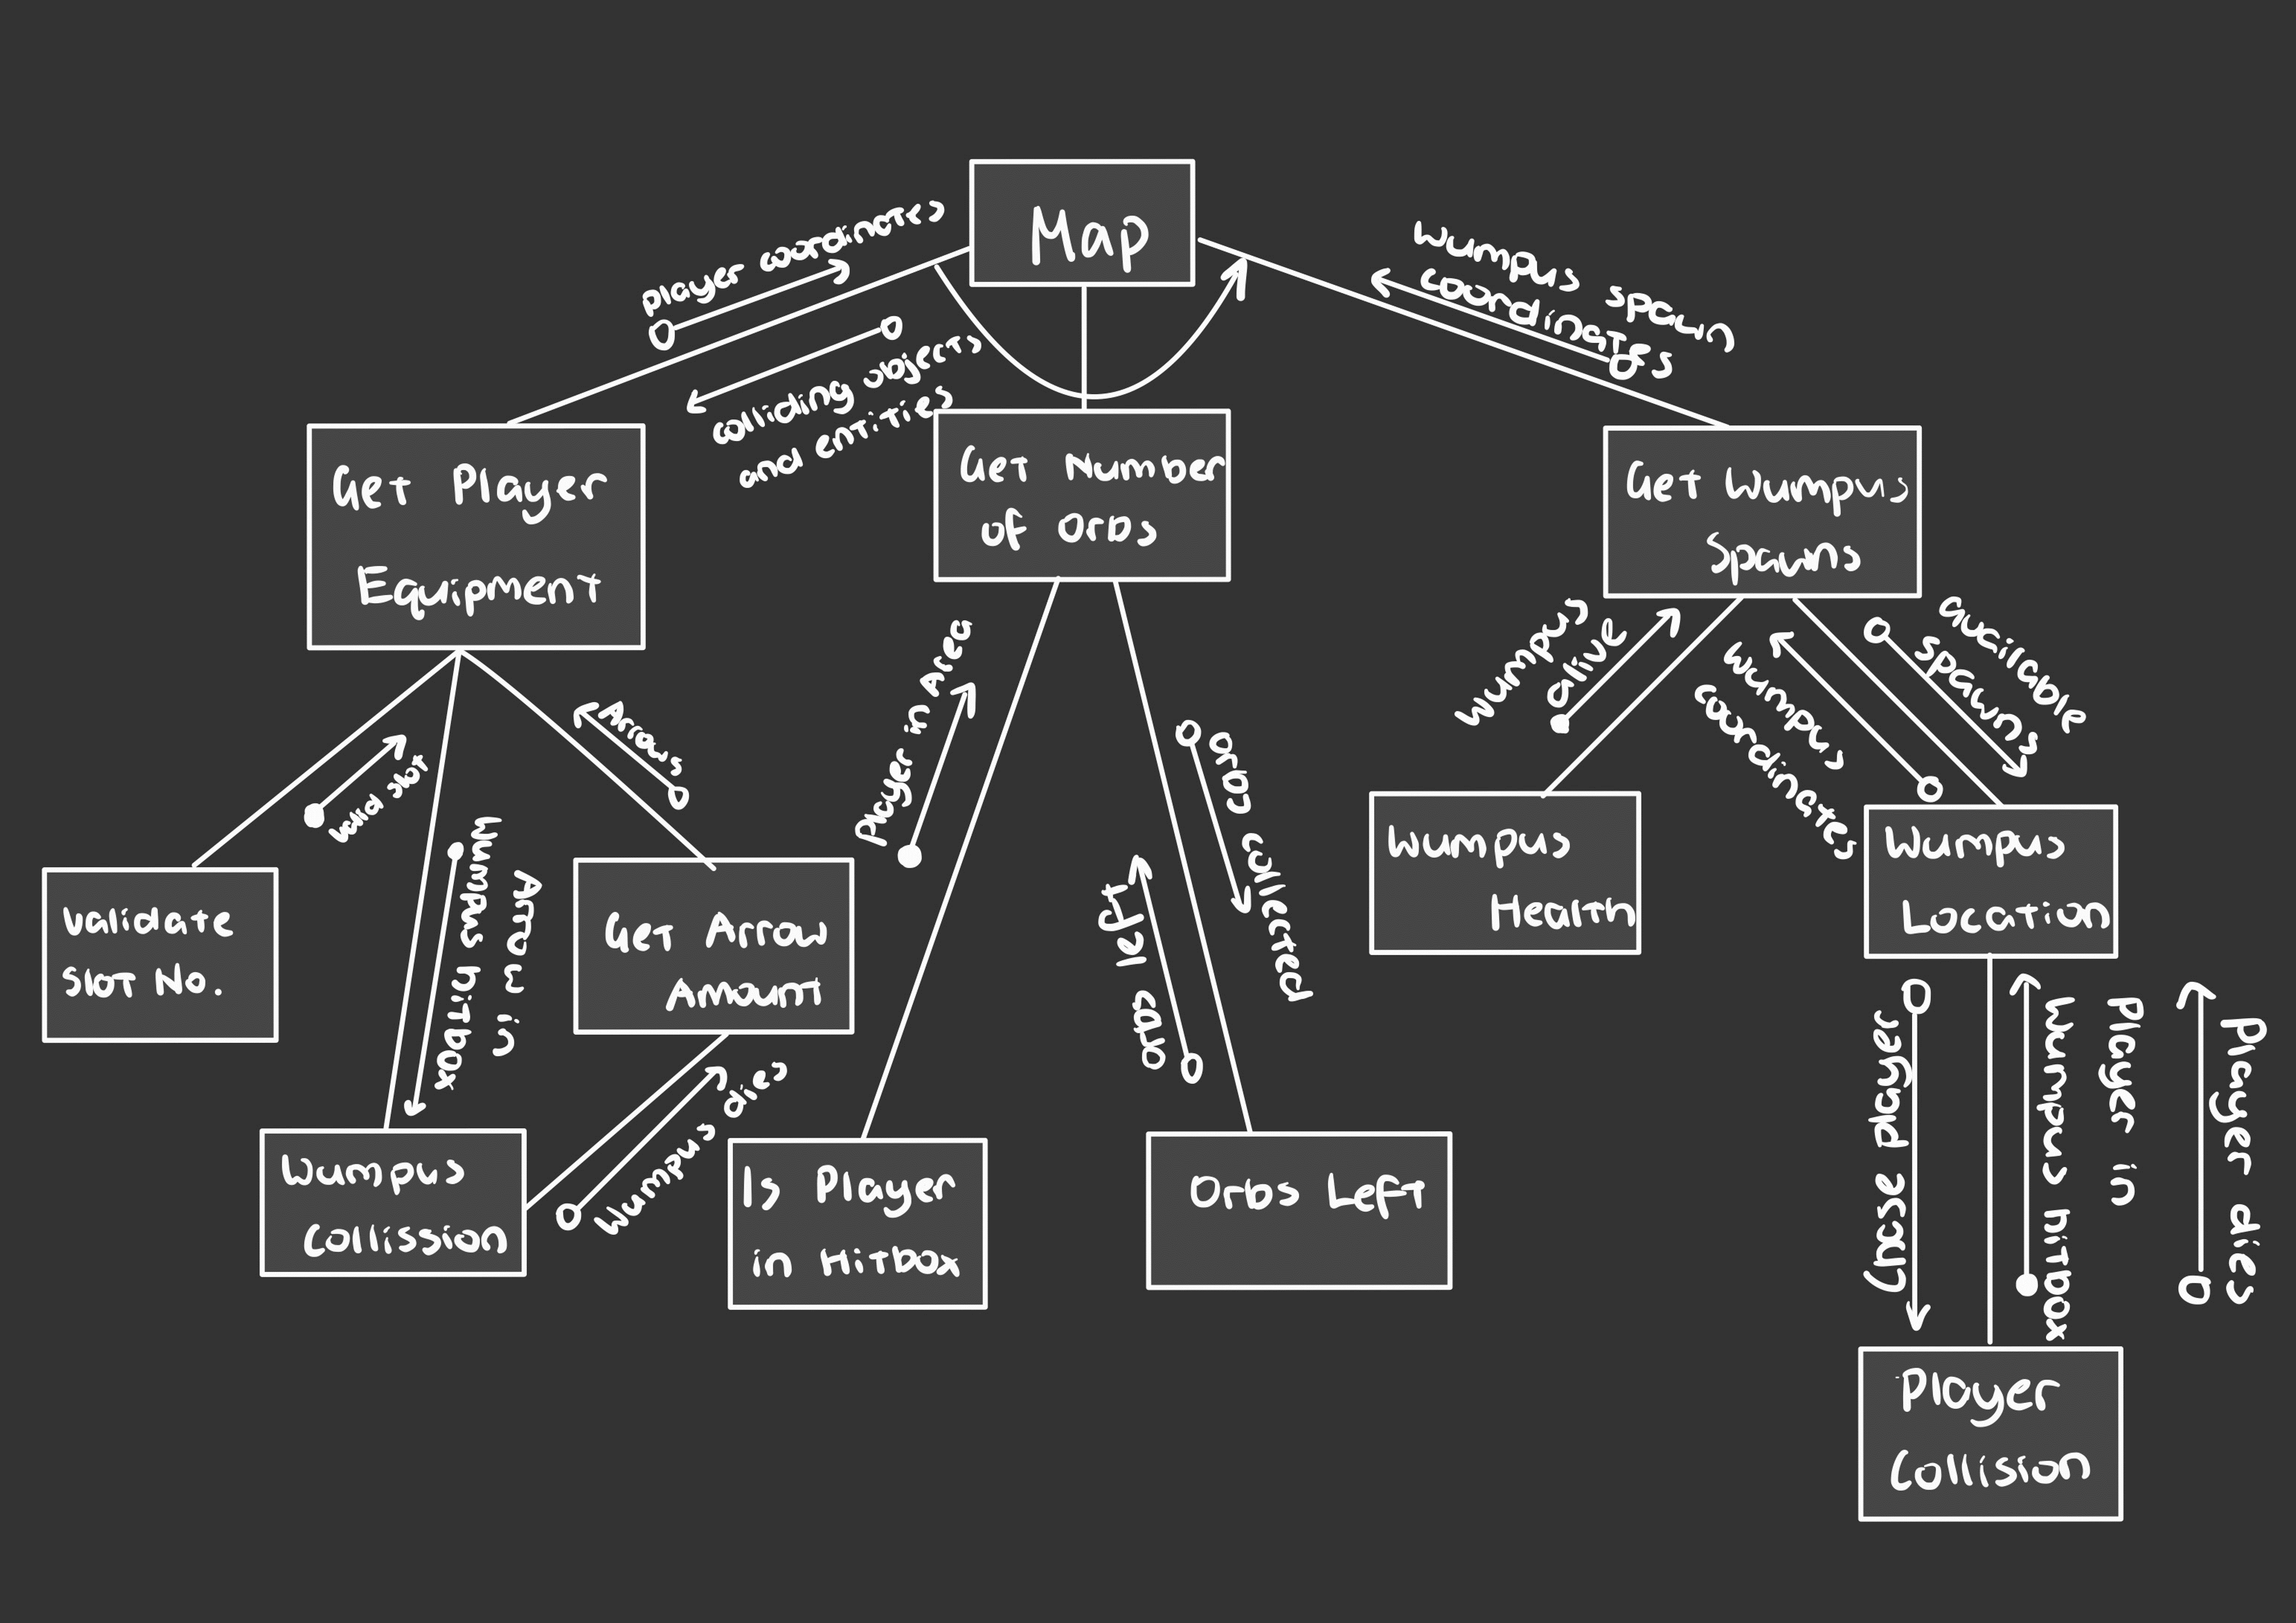 Map
Player coordinates
Colliding objects
and entities
Wumpus spawn
coordinates
Get Player
Equipment
Get Number
of Orbs
Get Wumpus
Spawns
Valid slot
Arrows
Wumpus hitbox
Arrow in
Player in Area
Orbs left
Orb collected
Wumpus
alive
Wumpus
coordinates
Available
spawns
Validate
Slot No.
Get Arrow
Amount
Wumpus
Health
Wumpus
Location
Wumpus
Collission
Wumpus dies
Is Player
in Hitbox
Orbs Left
Chase player
Wumpus hitbox
Player in
Player dies
Player
Collision